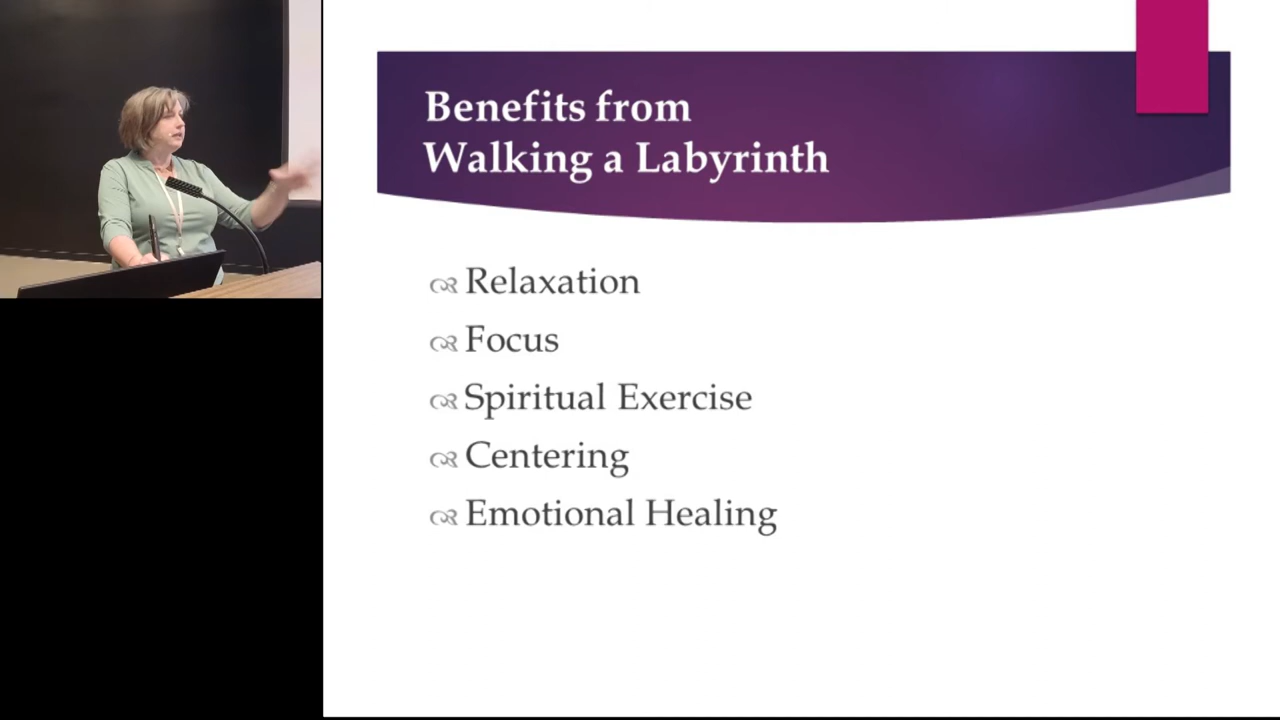 Benefits from
Walking a Labyrinth
Relaxation
Focus
Spiritual Exercise
Centering
Emotional Healing